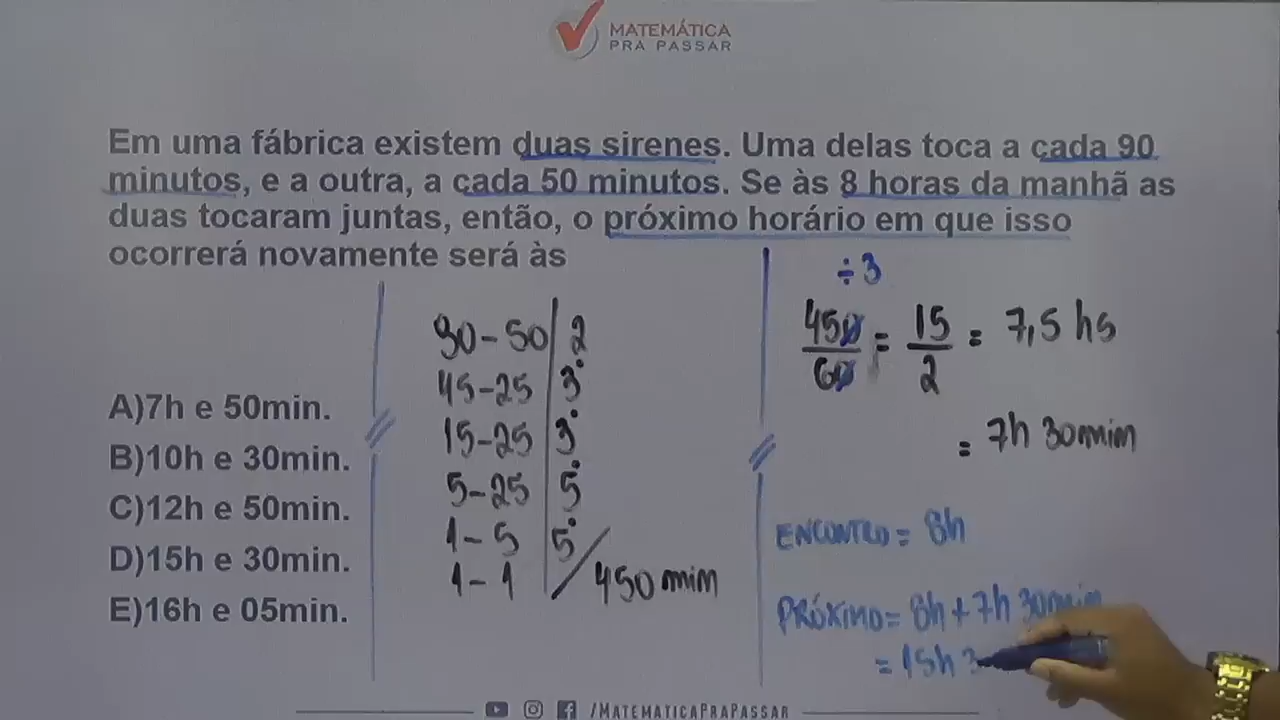 MATEMÁTICA
PRA PASSAR
Em uma fábrica existem duas sirenes. Uma delas toca a cada 90
minutos, e a outra, a cada 50 minutos. Se às 8 horas da manhã as
duas tocaram juntas, então, o próximo horário em que isso
ocorrerá novamente será às
A)7h e 50min.
B)10h e 30min.
C)12h e 50min.
D)15h e 30min.
E)16h e 05min.
90-50 2
45-25 3
15-25 3
5-25 5
1-5 5
1-1 450 min
÷3
450/60 = 15/2 = 7,5 hs
= 7h 30min
ENCONTRO = 8h
PRÓXIMO = 8h + 7h 30min
= 15h 3
/MATEMATICAPRAPASSAR